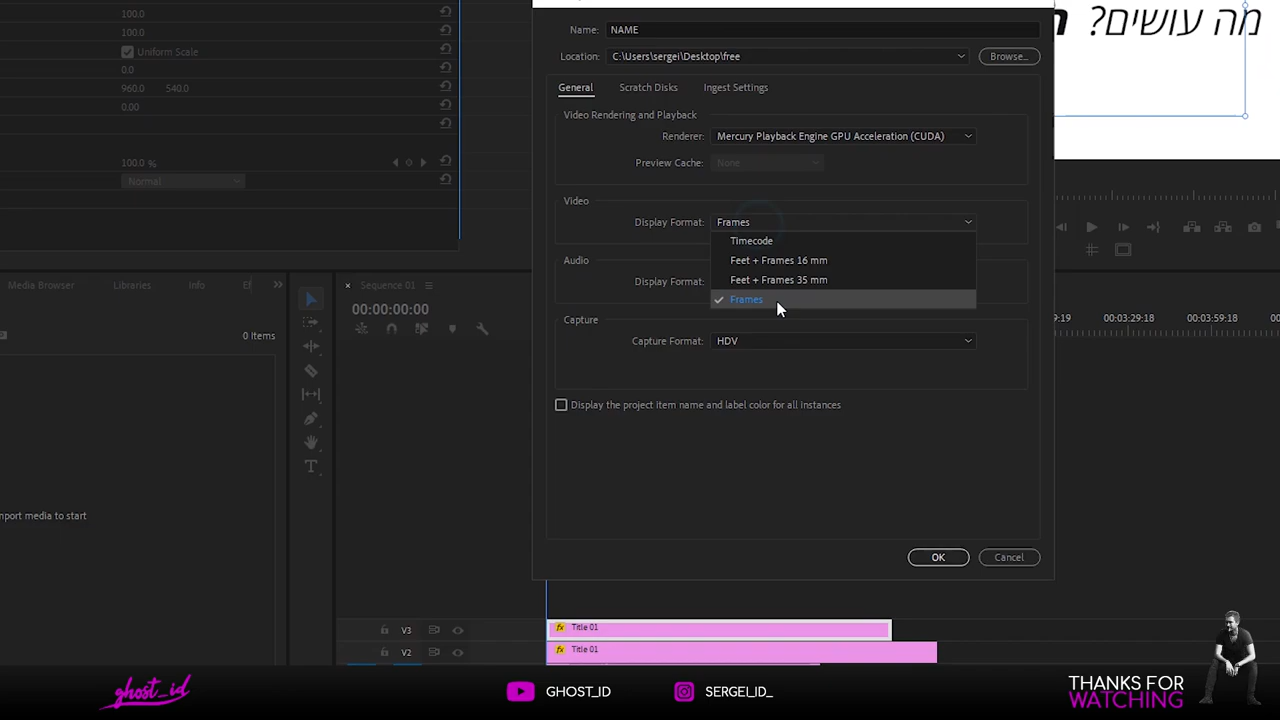 100.0
100.0
Uniform Scale
0.0
960.0 540.0
0.00
100.0 %
Normal
Name: NAME
Location: C:\Users\sergei\Desktop\free
Browse...
General Scratch Disks Ingest Settings
Video Rendering and Playback
Renderer: Mercury Playback Engine GPU Acceleration (CUDA)
Preview Cache: None
Video
Display Format: Frames
Timecode
Feet + Frames 16 mm
Feet + Frames 35 mm
Frames
Audio
Display Format:
Capture
Capture Format: HDV
Display the project item name and label color for all instances
OK Cancel
מה עושים?
Media Browser Libraries Info
Sequence 01
00:00:00:00
0 Items
mport media to start
9:19 00:03:29:18 00:03:59:18
V3 fx Title 01
V2 fx Title 01
ghost_id
GHOST_ID
SERGEI_ID_
THANKS FOR
WATCHING